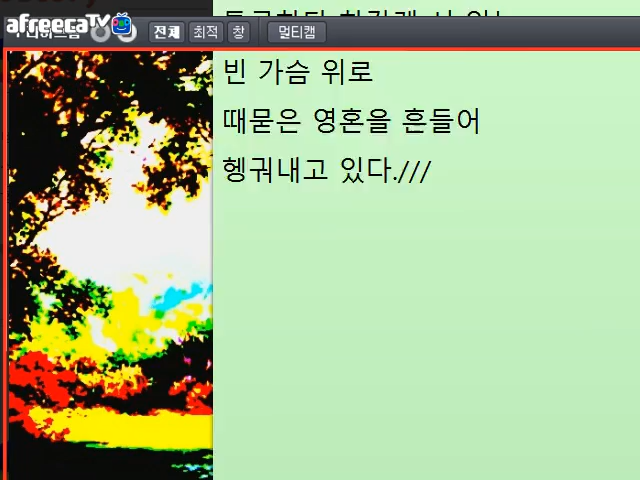 afreecaTV
전체 최적 창 멀티캠
빈 가슴 위로
때묻은 영혼을 흔들어
헹궈내고 있다.///